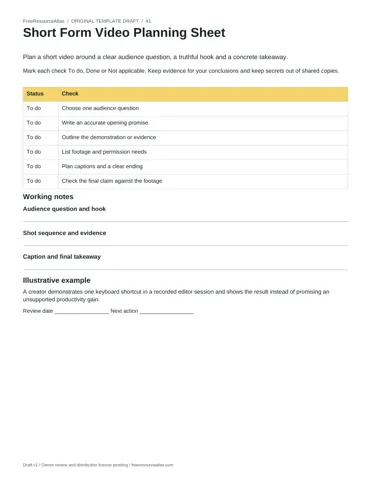 FreeResourceAtlas / ORIGINAL TEMPLATE DRAFT / 41
Short Form Video Planning Sheet
Plan a short video around a clear audience question, a truthful hook and a concrete takeaway.
Mark each check To do, Done or Not applicable. Keep evidence for your conclusions and keep secrets out of shared copies.
Status Check
To do Choose one audience question
To do Write an accurate opening promise
To do Outline the demonstration or evidence
To do List footage and permission needs
To do Plan captions and a clear ending
To do Check the final claim against the footage
Working notes
Audience question and hook
Shot sequence and evidence
Caption and final takeaway
Illustrative example
A creator demonstrates one keyboard shortcut in a recorded editor session and shows the result instead of promising an
unsupported productivity gain.
Review date ____________________ Next action ____________________
Draft v1 / Owner review and distribution licence pending / freeresourceatlas.com